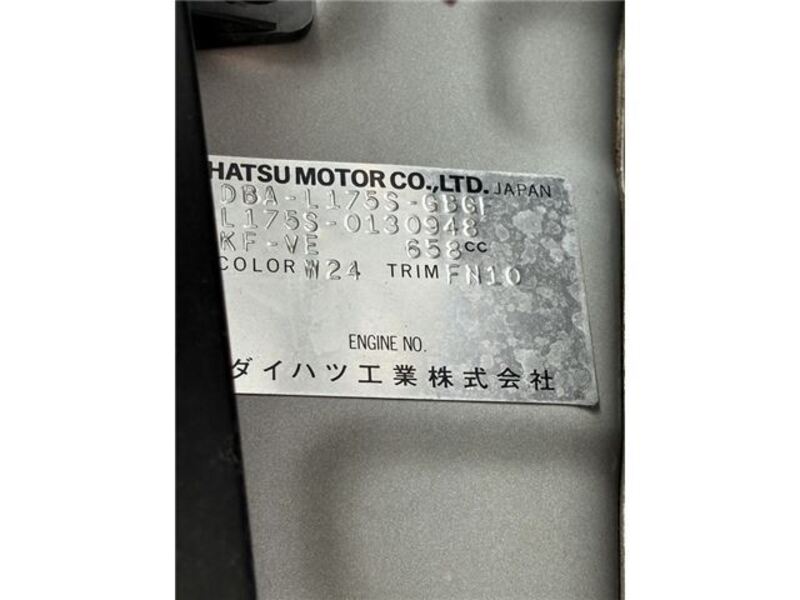 HATSU MOTOR CO.,LTD. JAPAN
DBA-L175S-GBGF
L175S-0130948
KF-VE 658CC
COLOR W24 TRIM FN10
ENGINE NO.
ダイハツ工業株式会社